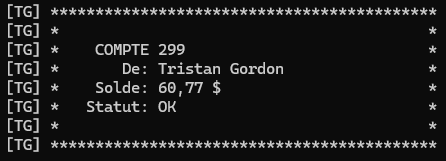 [TG] *******************************************
[TG] *                                         *
[TG] *    COMPTE 299                           *
[TG] *       De: Tristan Gordon                *
[TG] *    Solde: 60,77 $                       *
[TG] *   Statut: OK                            *
[TG] *                                         *
[TG] *******************************************